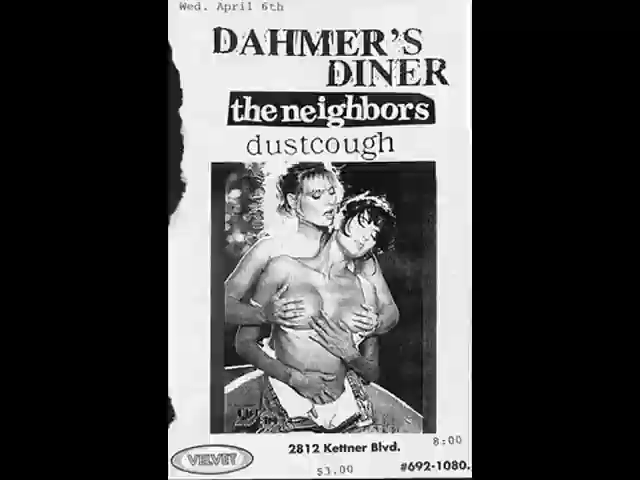 Wed. April 6th
DAHMER'S
DINER
the neighbors
dustcough
8:00
2812 Kettner Blvd.
VELVET
$3.00
#692-1080.